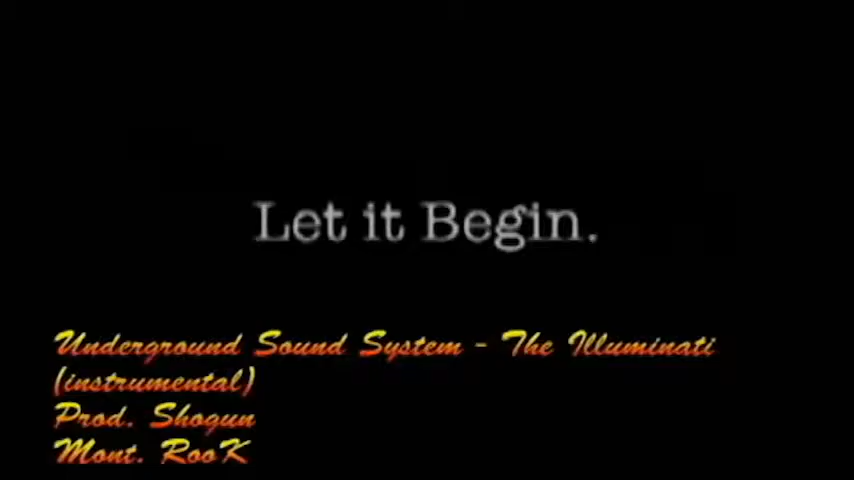 Let it Begin.
Underground Sound System - The Illuminati
(instrumental)
Prod. Shogun
Mont. RooK